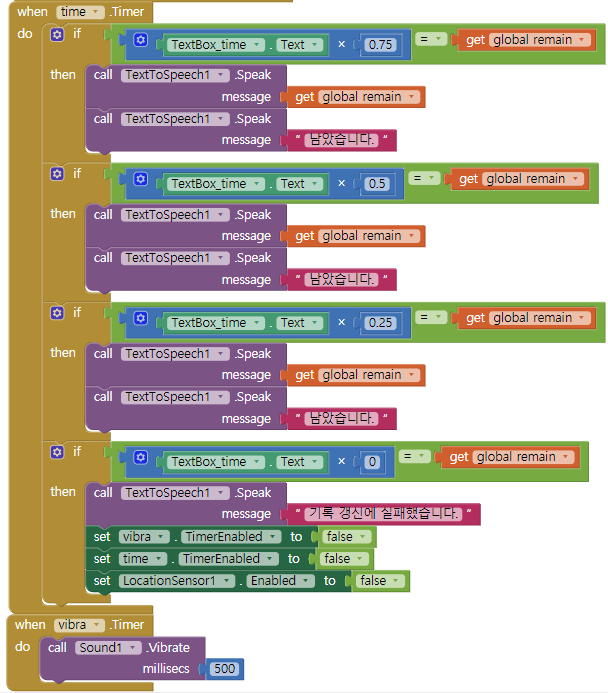 when time .Timer
do if TextBox_time . Text × 0.75 = get global remain
then call TextToSpeech1 .Speak
message get global remain
call TextToSpeech1 .Speak
message " 남았습니다. "
if TextBox_time . Text × 0.5 = get global remain
then call TextToSpeech1 .Speak
message get global remain
call TextToSpeech1 .Speak
message " 남았습니다. "
if TextBox_time . Text × 0.25 = get global remain
then call TextToSpeech1 .Speak
message get global remain
call TextToSpeech1 .Speak
message " 남았습니다. "
if TextBox_time . Text × 0 = get global remain
then call TextToSpeech1 .Speak
message " 기록 갱신에 실패했습니다. "
set vibra . TimerEnabled to false
set time . TimerEnabled to false
set LocationSensor1 . Enabled to false
when vibra .Timer
do call Sound1 .Vibrate
millisecs 500